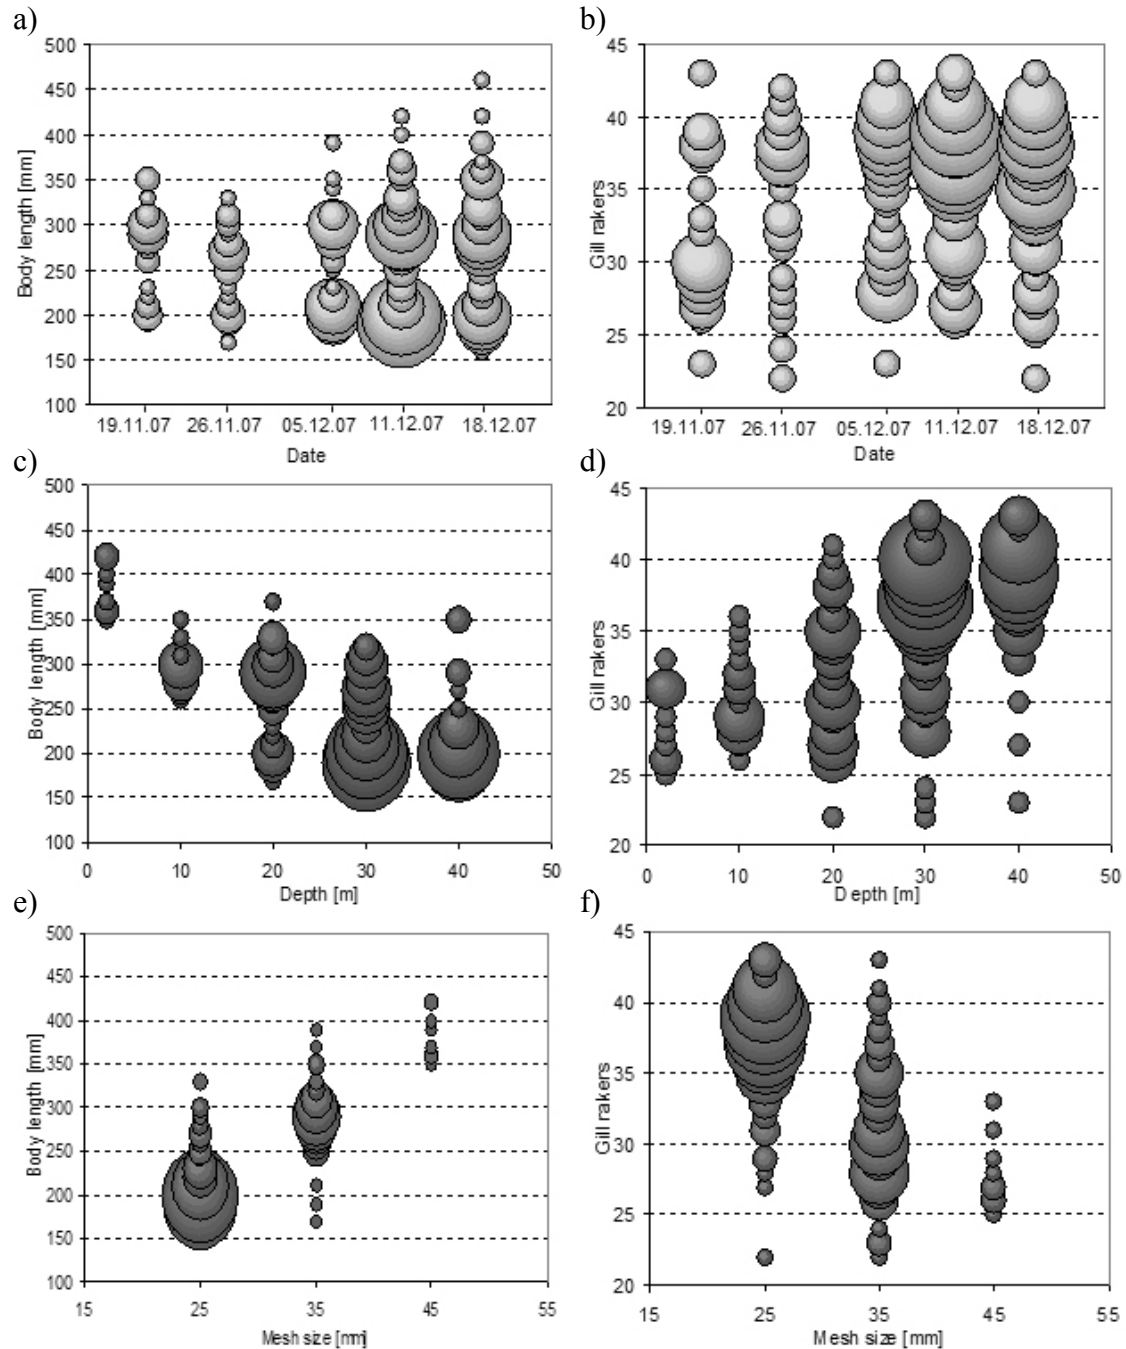 a)
500
450
400
350
300
250
200
150
100
Body length [mm]
19.11.07 26.11.07 05.12.07 11.12.07 18.12.07
Date
b)
45
40
35
30
25
20
Gill rakers
19.11.07 26.11.07 05.12.07 11.12.07 18.12.07
Date
c)
500
450
400
350
300
250
200
150
100
Body length [mm]
0 10 20 30 40 50
Depth [m]
d)
45
40
35
30
25
20
Gill rakers
0 10 20 30 40 50
Depth [m]
e)
500
450
400
350
300
250
200
150
100
Body length [mm]
15 25 35 45 55
Mesh size [mm]
f)
45
40
35
30
25
20
Gill rakers
15 25 35 45 55
Mesh size [mm]